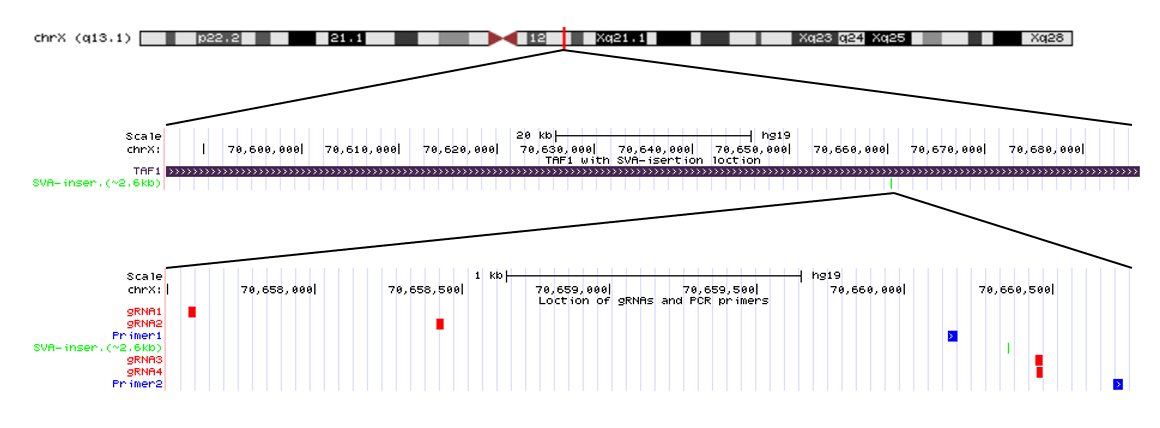 chrX (q13.1) p22.2 21.1 12 Xq21.1 Xq23 q24 Xq25 Xq28
Scale 20 kb hg19
chrX: 70,600,000 70,610,000 70,620,000 70,630,000 70,640,000 70,650,000 70,660,000 70,670,000 70,680,000
TAF1 with SVA-isertion loction
TAF1
SVA-inser.(~2.6kb)
Scale 1 kb hg19
chrX: 70,658,000 70,658,500 70,659,000 70,659,500 70,660,000 70,660,500
Loction of gRNAs and PCR primers
gRNA1
gRNA2
Primer1
SVA-inser.(~2.6kb)
gRNA3
gRNA4
Primer2